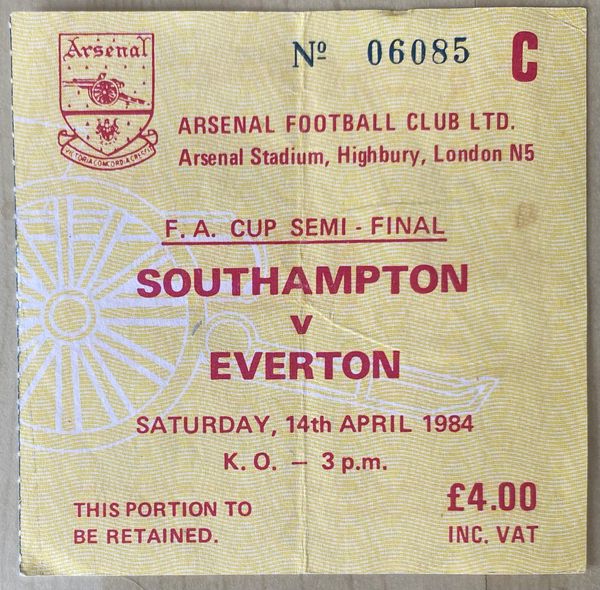 Arsenal
VICTORIA CONCORDIA CRESCIT
Nº 06085 C
ARSENAL FOOTBALL CLUB LTD.
Arsenal Stadium, Highbury, London N5
F. A. CUP SEMI - FINAL
SOUTHAMPTON
v
EVERTON
SATURDAY, 14th APRIL 1984
K. O. – 3 p.m.
THIS PORTION TO
BE RETAINED.
£4.00
INC. VAT